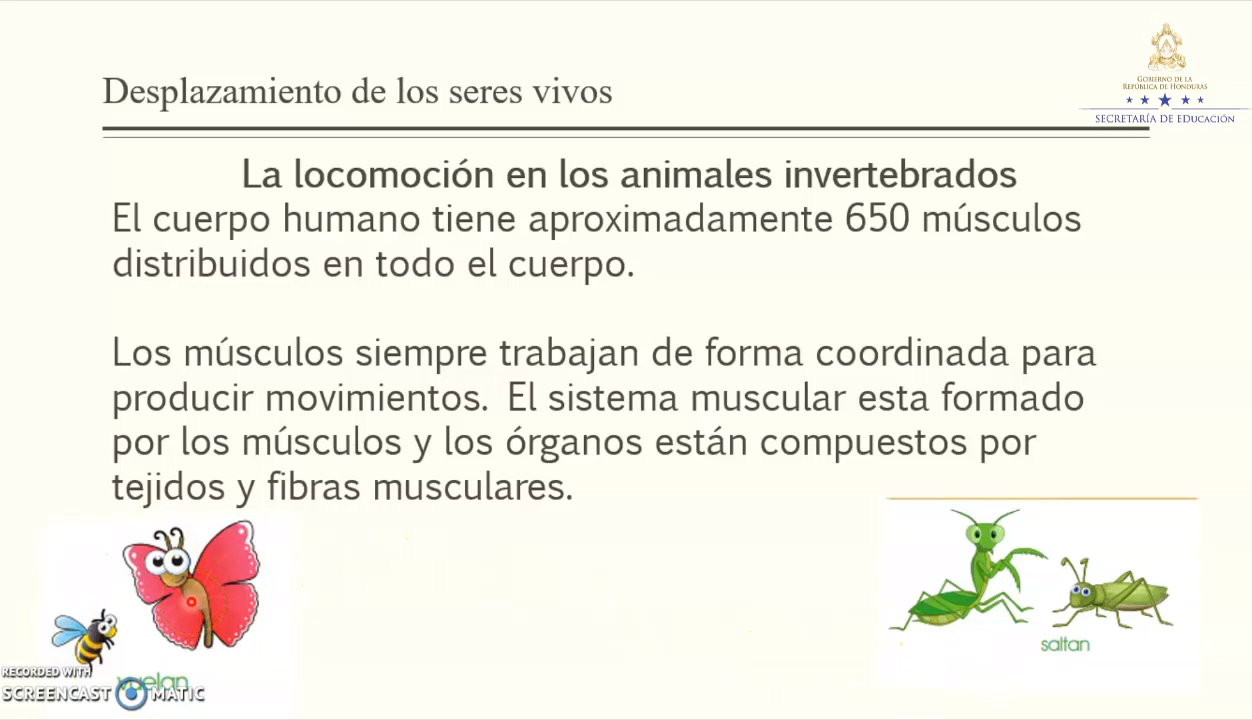 GOBIERNO DE LA
REPÚBLICA DE HONDURAS
SECRETARÍA DE EDUCACIÓN
Desplazamiento de los seres vivos
La locomoción en los animales invertebrados
El cuerpo humano tiene aproximadamente 650 músculos
distribuidos en todo el cuerpo.
Los músculos siempre trabajan de forma coordinada para
producir movimientos. El sistema muscular esta formado
por los músculos y los órganos están compuestos por
tejidos y fibras musculares.
saltan
vuelan
RECORDED WITH
SCREENCAST MATIC